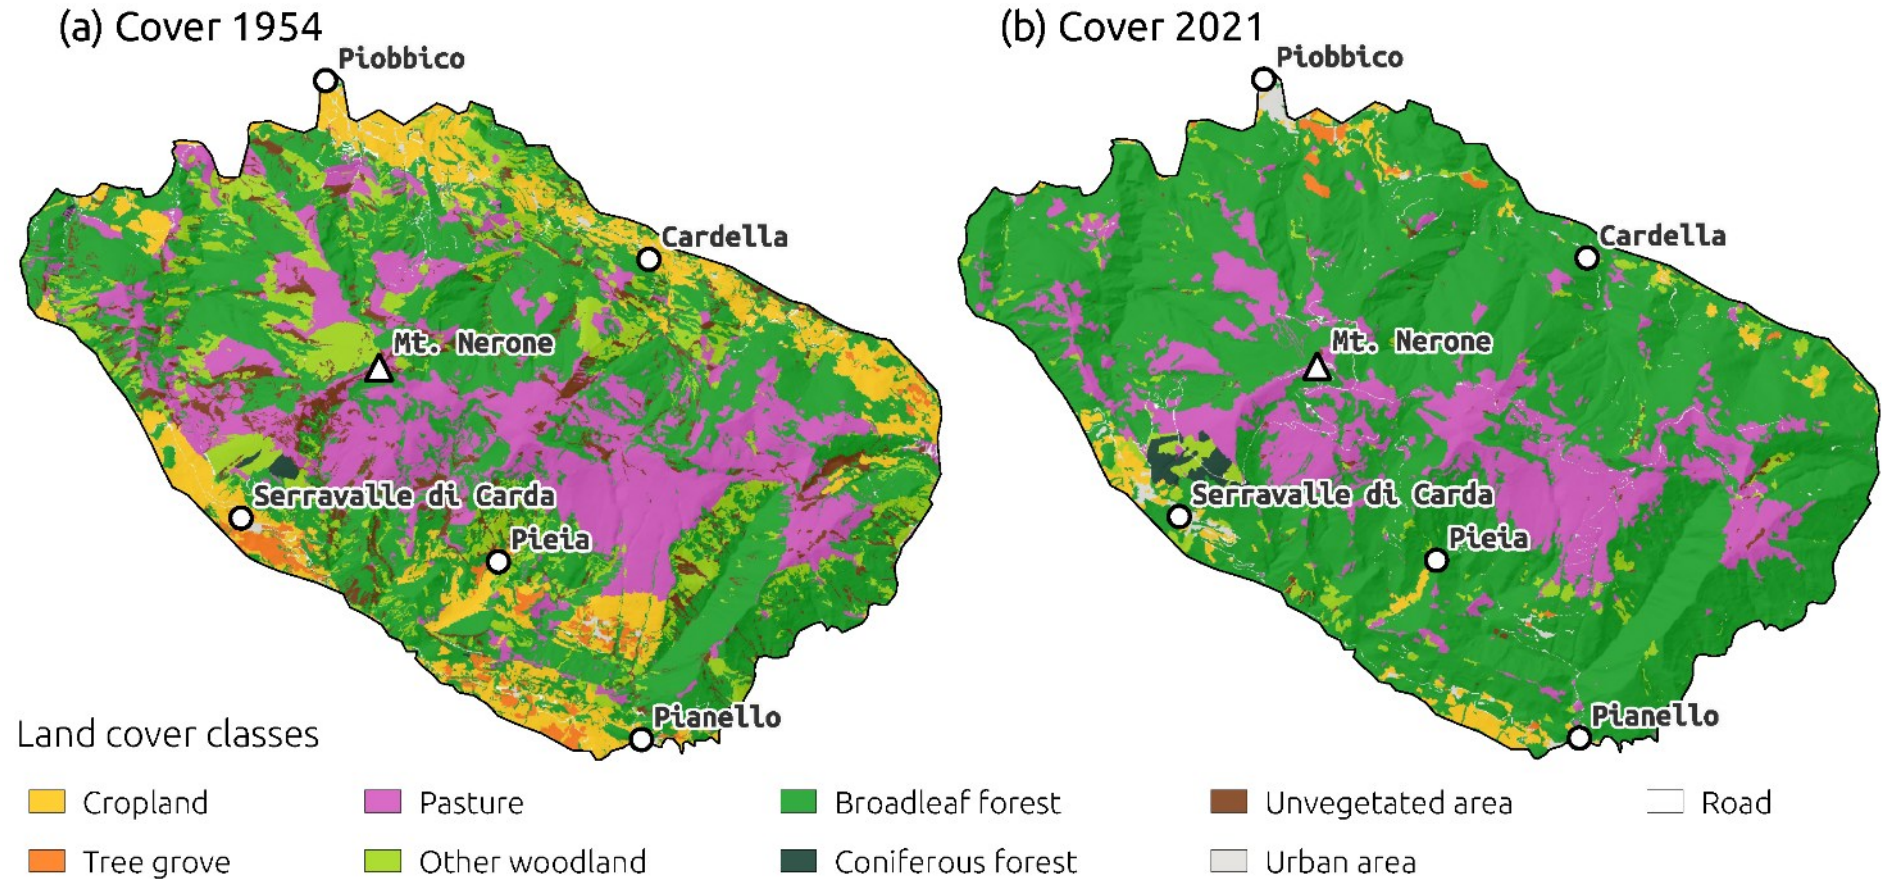 (a) Cover 1954
Piobbico
Cardella
Mt. Nerone
Serravalle di Carda
Pieia
Pianello
(b) Cover 2021
Piobbico
Cardella
Mt. Nerone
Serravalle di Carda
Pieia
Pianello
Land cover classes
Cropland
Pasture
Broadleaf forest
Unvegetated area
Road
Tree grove
Other woodland
Coniferous forest
Urban area